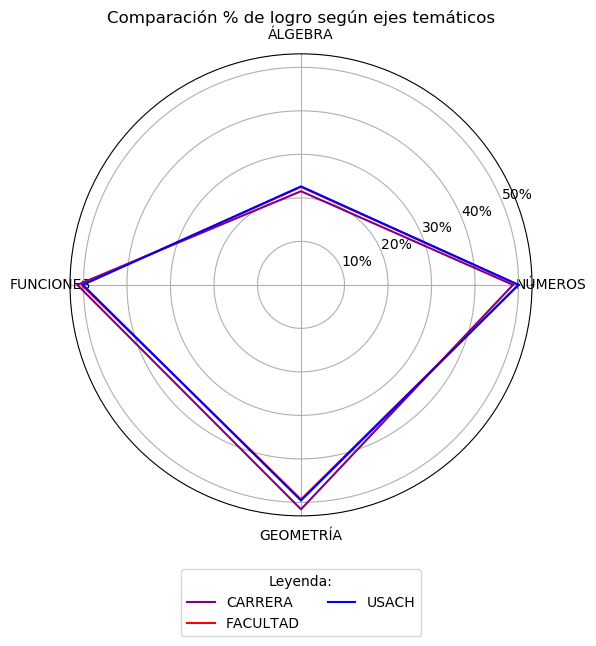 Comparación % de logro según ejes temáticos
ÁLGEBRA
50%
40%
30%
20%
10%
FUNCIONES
NÚMEROS
GEOMETRÍA
Leyenda:
CARRERA
USACH
FACULTAD